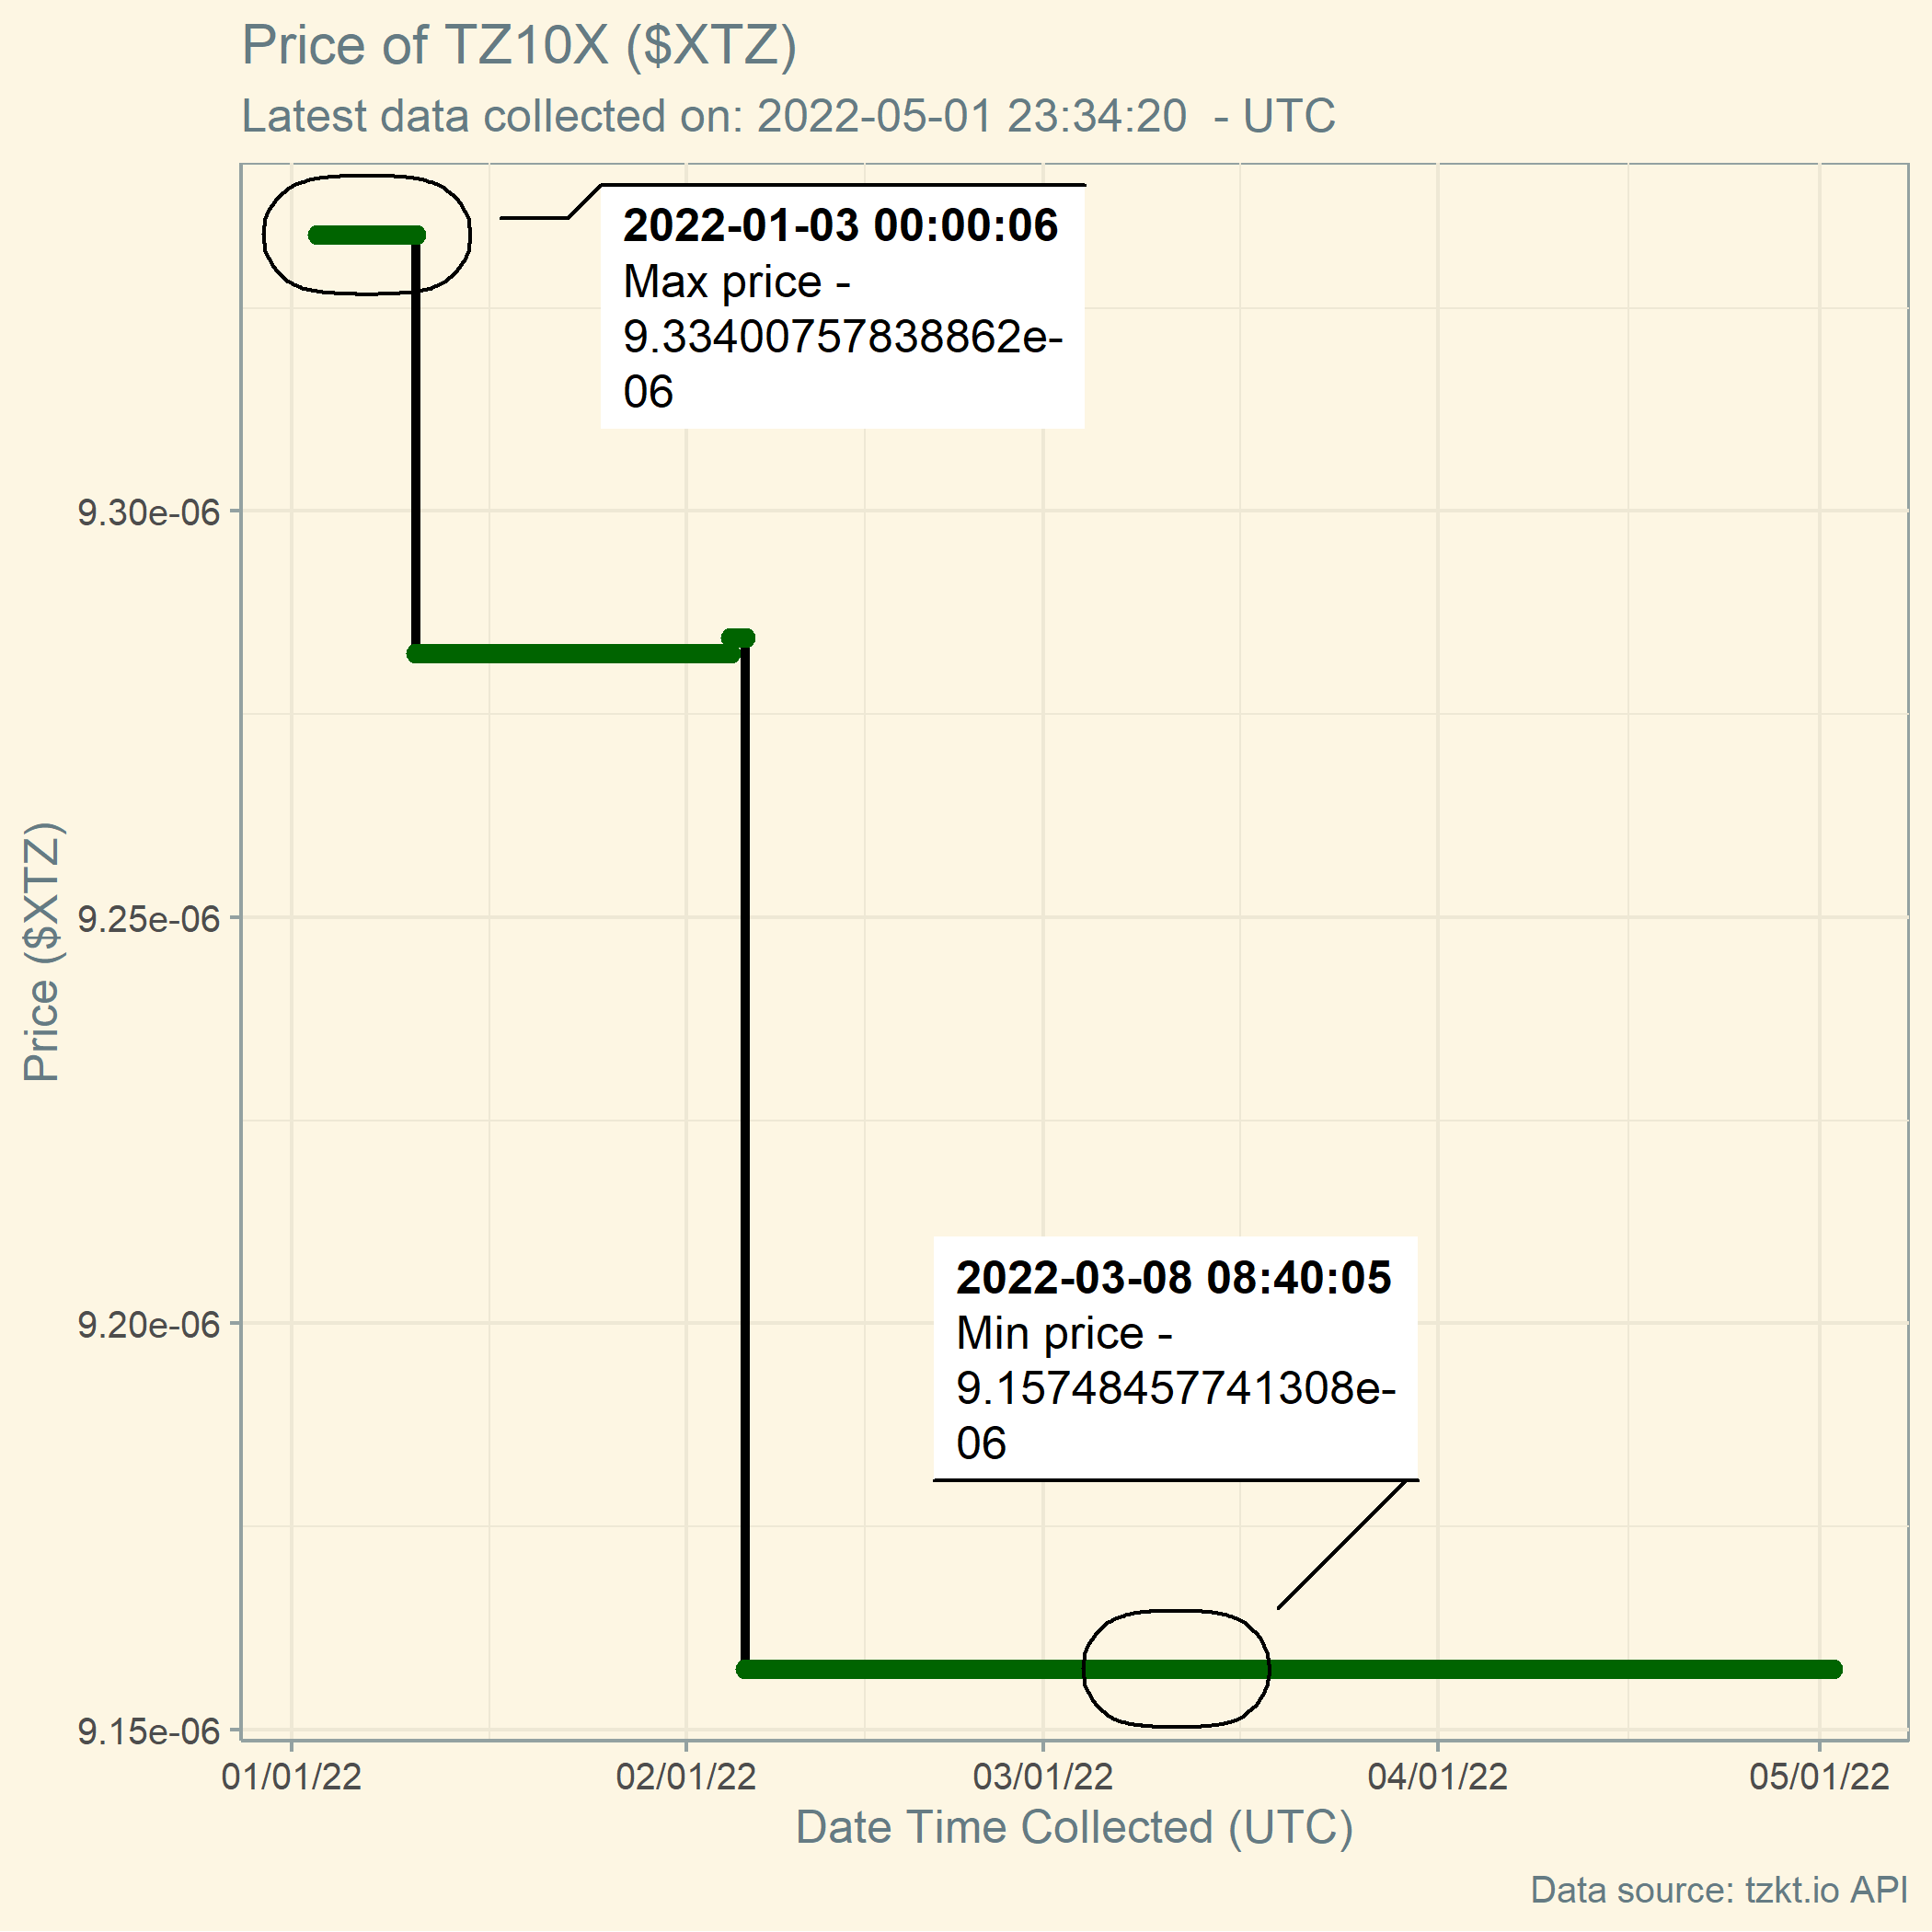 Price of TZ10X ($XTZ)
Latest data collected on: 2022-05-01 23:34:20  - UTC
2022-01-03 00:00:06
Max price -
9.33400757838862e-
06
9.30e-06
9.25e-06
9.20e-06
9.15e-06
Price ($XTZ)
2022-03-08 08:40:05
Min price -
9.15748457741308e-
06
01/01/22 02/01/22 03/01/22 04/01/22 05/01/22
Date Time Collected (UTC)
Data source: tzkt.io API